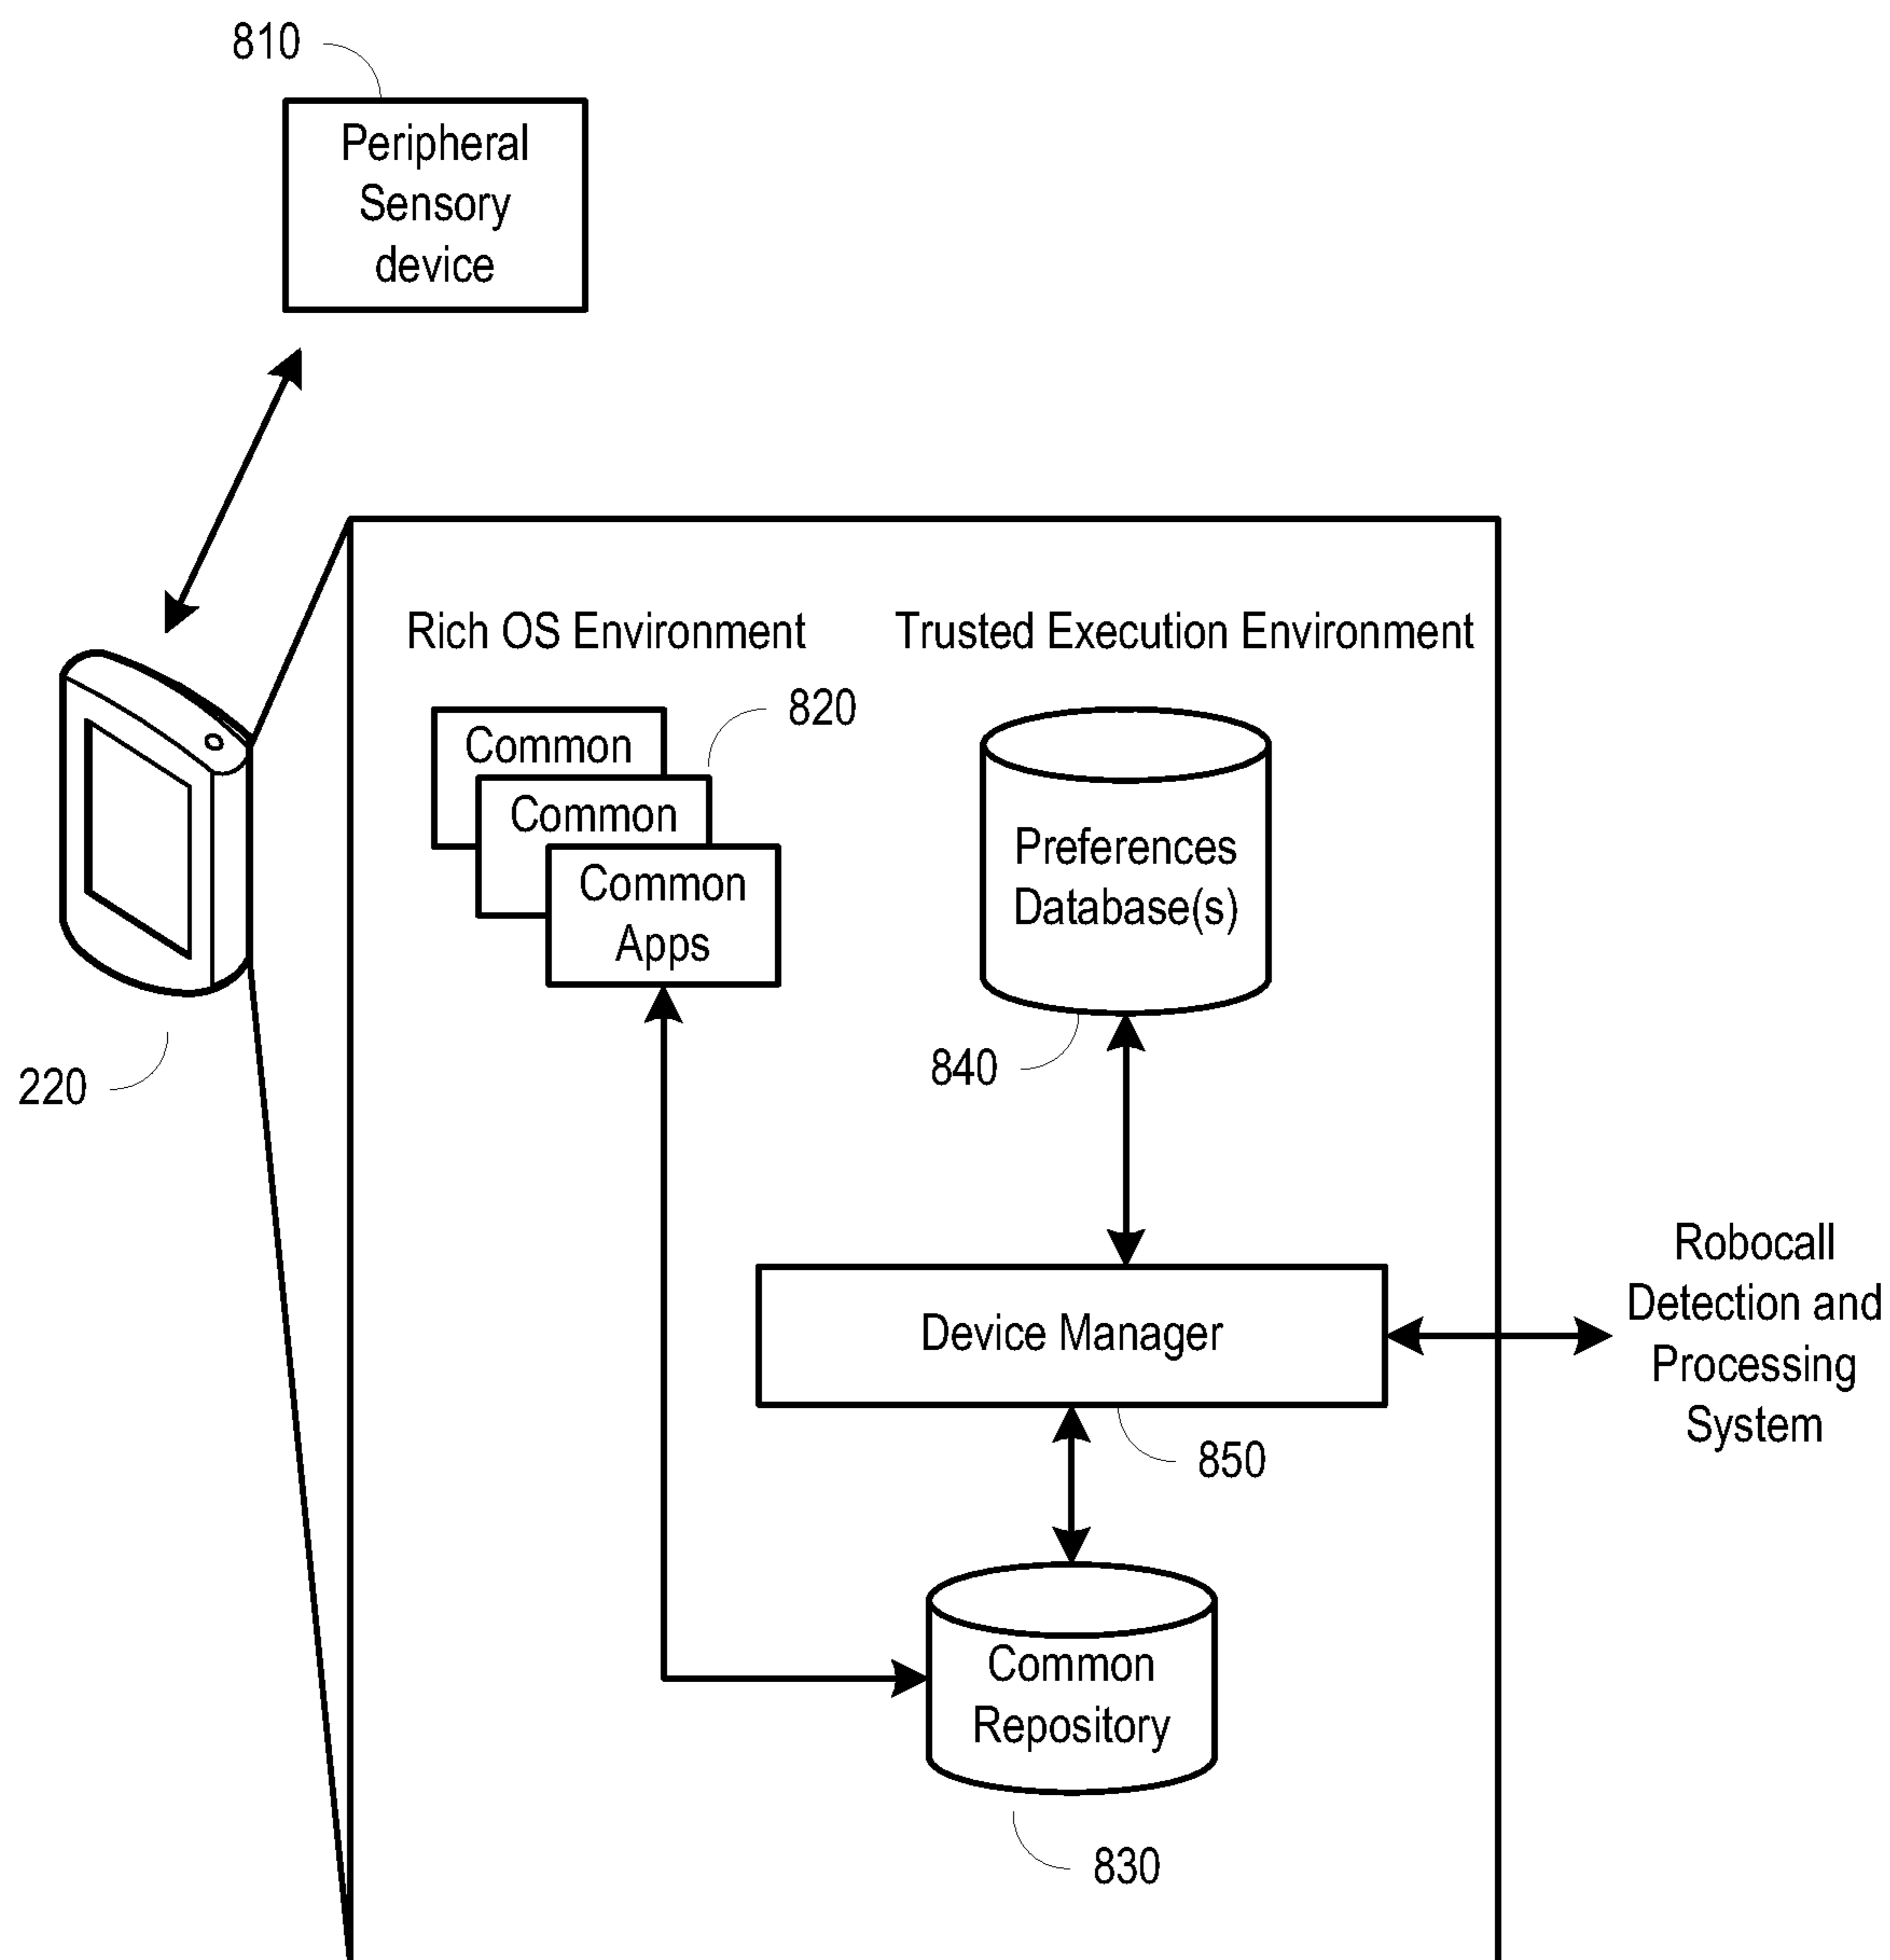 810
Peripheral
Sensory
device
Rich OS Environment
Trusted Execution Environment
820
Common
Common
Common
Apps
Preferences
Database(s)
840
220
Robocall
Detection and
Processing
System
Device Manager
850
Common
Repository
830